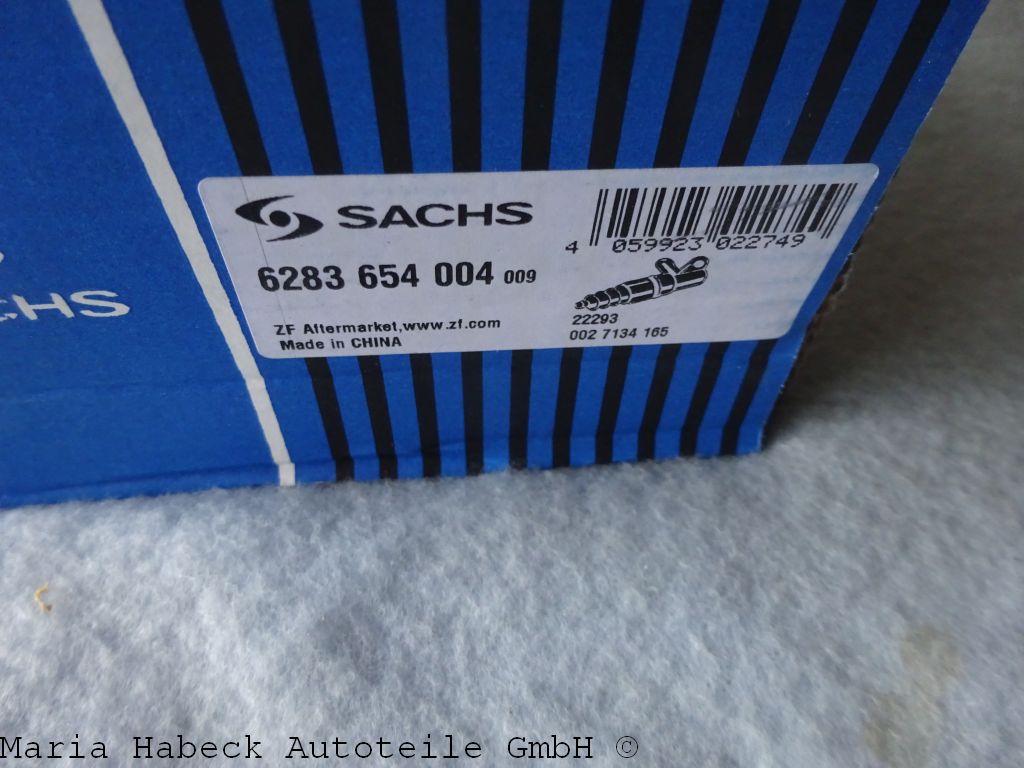 SACHS
4 059923 022749
6283 654 004 009
ZF Aftermarket,www.zf.com
Made in CHINA
22293
002 7134 165
CHS
Maria Habeck Autoteile GmbH ©